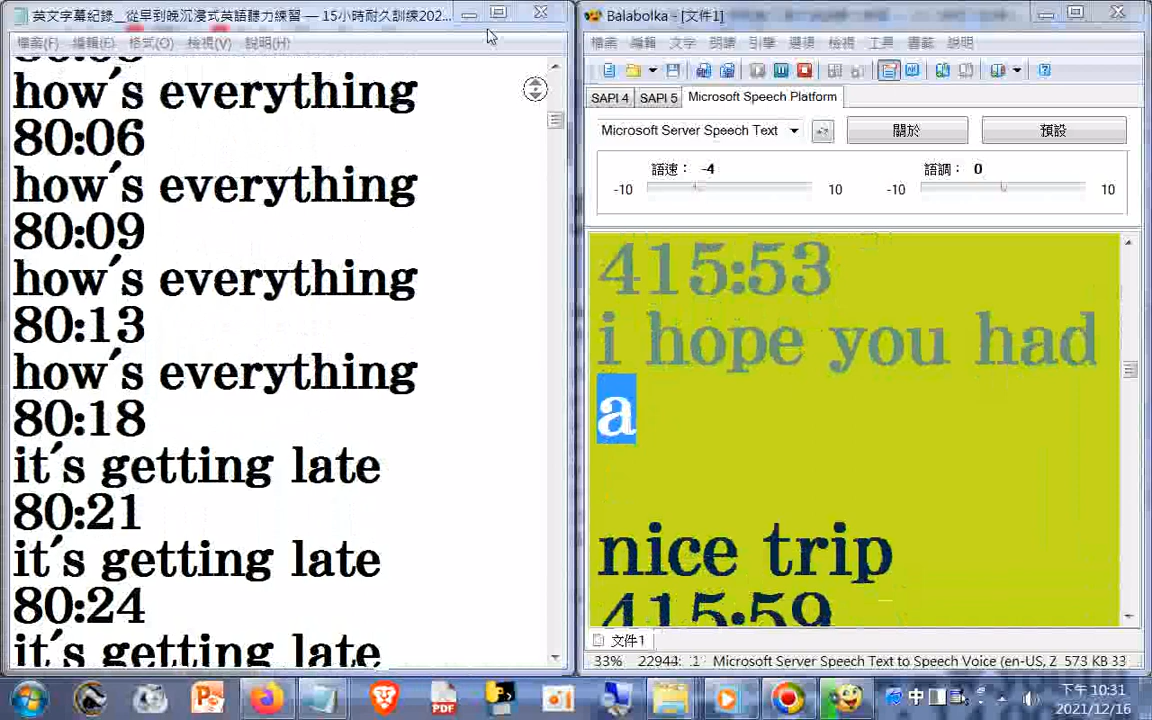 英文字幕紀錄__從早到晚沉浸式英語聽力練習 — 15小時耐久訓練202...
檔案(F) 編輯(E) 格式(O) 檢視(V) 說明(H)
how's everything
80:06
how's everything
80:09
how's everything
80:13
how's everything
80:18
it's getting late
80:21
it's getting late
80:24
it's getting late
Balabolka - [文件1]
檔案 編輯 文字 朗讀 引擎 選項 檢視 工具 書籤 說明
SAPI 4 SAPI 5 Microsoft Speech Platform
Microsoft Server Speech Text 關於 預設
語速： -4 語調： 0
-10 10 -10 10
415:53
i hope you had
a
nice trip
415:59
文件1
33% 22944: :1 Microsoft Server Speech Text to Speech Voice (en-US, Z 573 KB 33
PDF
中
下午 10:31
2021/12/16